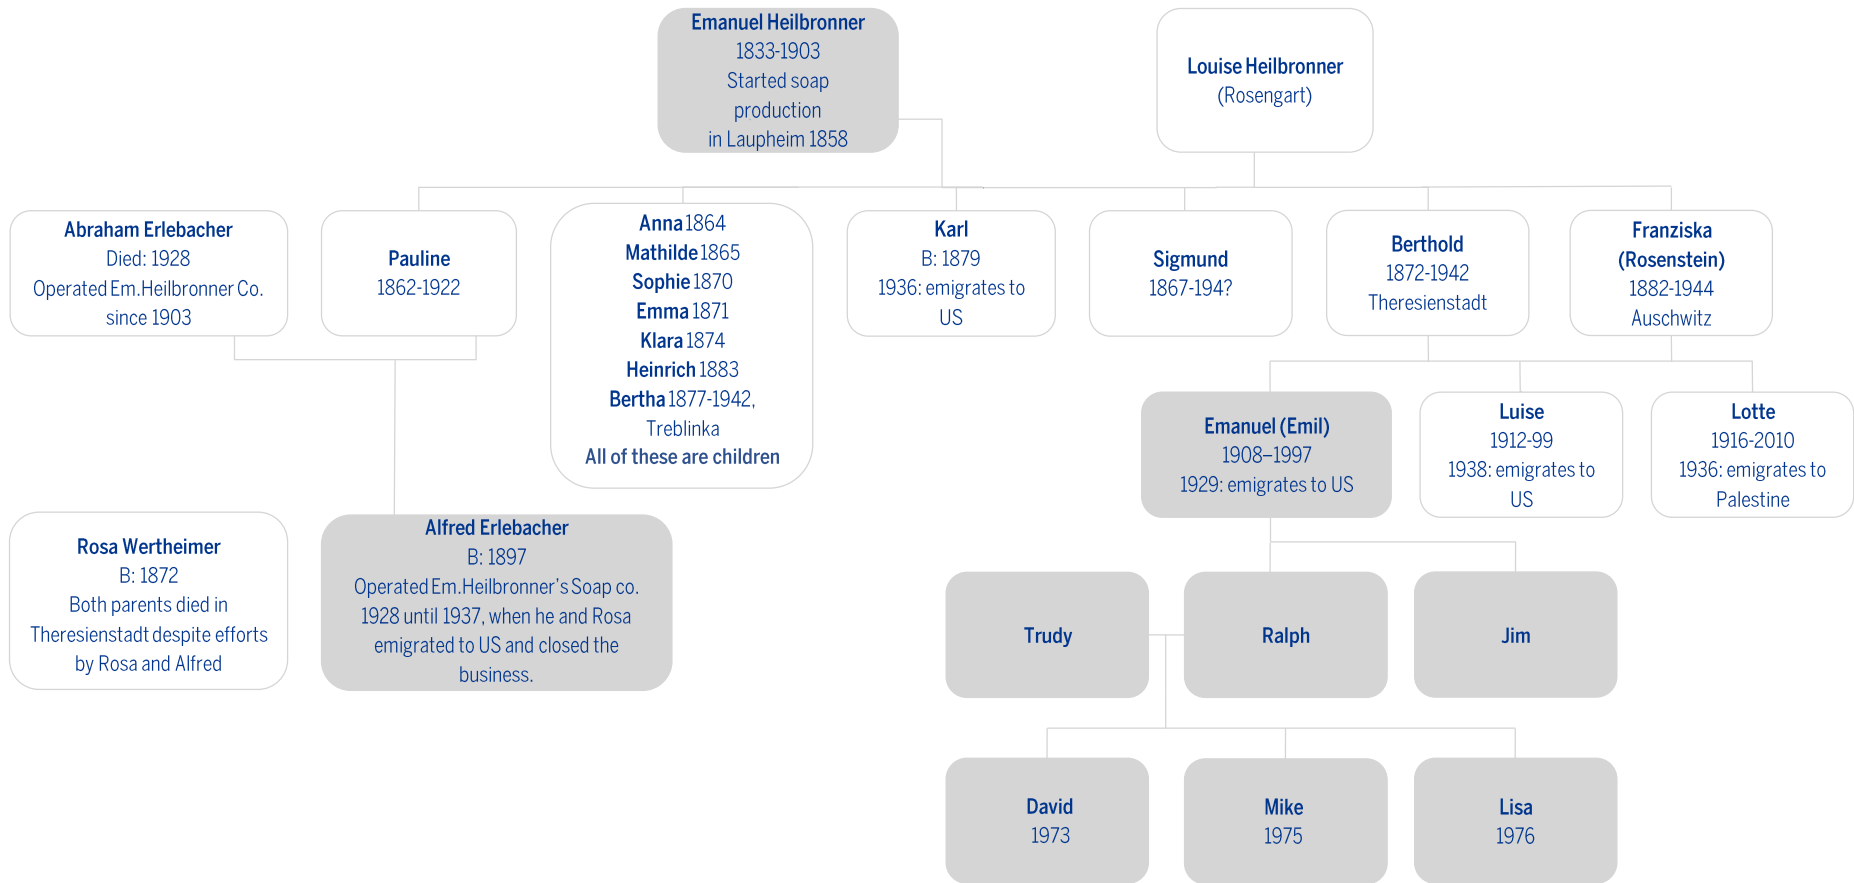 Emanuel Heilbronner
1833-1903
Started soap
production
in Laupheim 1858
Louise Heilbronner
(Rosengart)
Abraham Erlebacher
Died: 1928
Operated Em.Heilbronner Co.
since 1903
Pauline
1862-1922
Anna 1864
Mathilde 1865
Sophie 1870
Emma 1871
Klara 1874
Heinrich 1883
Bertha 1877-1942,
Treblinka
All of these are children
Karl
B: 1879
1936: emigrates to
US
Sigmund
1867-194?
Berthold
1872-1942
Theresienstadt
Franziska
(Rosenstein)
1882-1944
Auschwitz
Emanuel (Emil)
1908–1997
1929: emigrates to US
Luise
1912-99
1938: emigrates to
US
Lotte
1916-2010
1936: emigrates to
Palestine
Rosa Wertheimer
B: 1872
Both parents died in
Theresienstadt despite efforts
by Rosa and Alfred
Alfred Erlebacher
B: 1897
Operated Em.Heilbronner's Soap co.
1928 until 1937, when he and Rosa
emigrated to US and closed the
business.
Trudy
Ralph
Jim
David
1973
Mike
1975
Lisa
1976